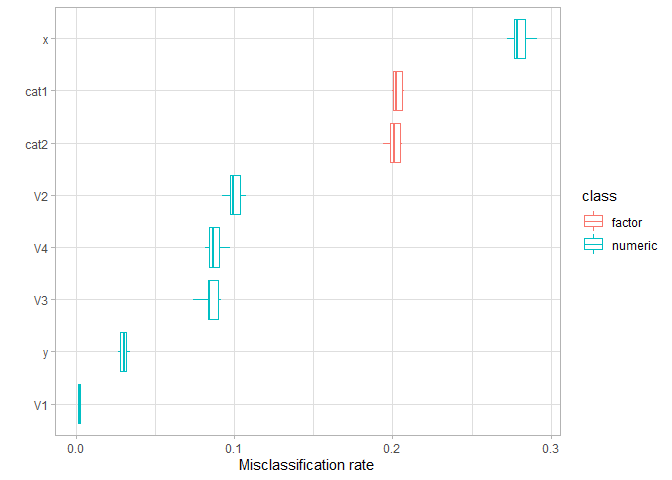 x
cat1
cat2
V2
V4
V3
y
V1
0.0 0.1 0.2 0.3
Misclassification rate
class
factor
numeric